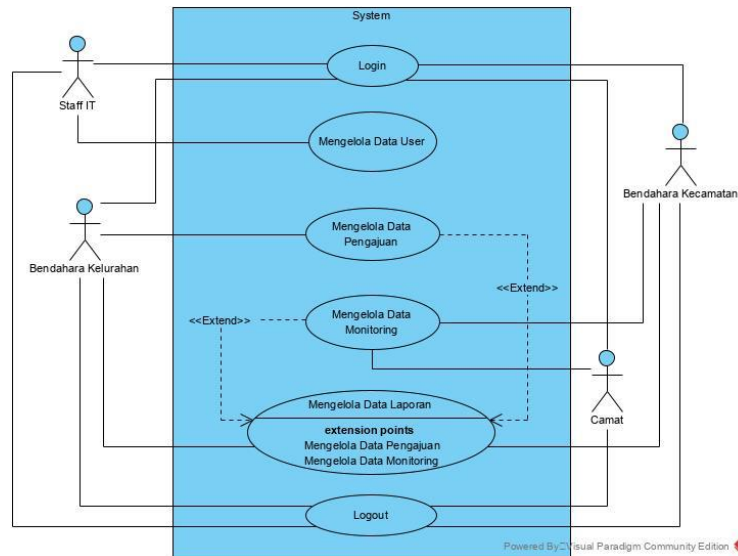 System
Login
Staff IT
Mengelola Data User
Bendahara Kecamatan
Mengelola Data
Pengajuan
Bendahara Kelurahan
<<Extend>>
<<Extend>>
Mengelola Data
Monitoring
Mengelola Data Laporan
extension points
Mengelola Data Pengajuan
Mengelola Data Monitoring
Camat
Logout
Powered By Visual Paradigm Community Edition